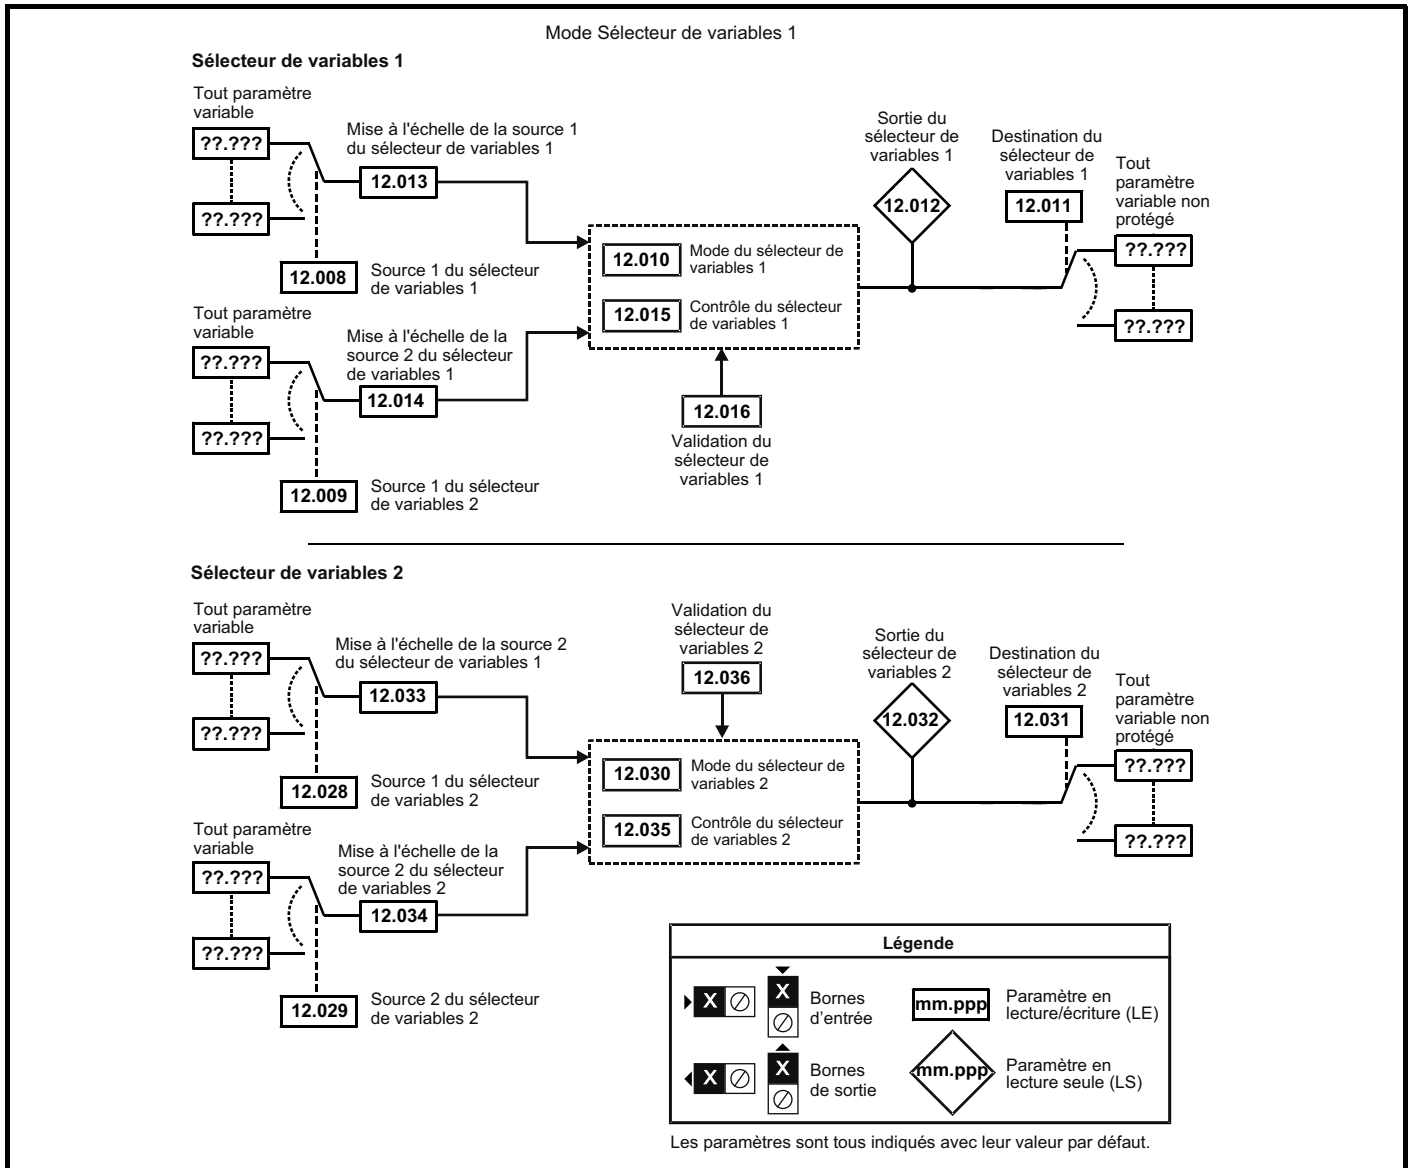 Mode Sélecteur de variables 1
Sélecteur de variables 1
Tout paramètre
variable
??.???
??.???
Mise à l'échelle de la source 1
du sélecteur de variables 1
12.013
12.008
Source 1 du sélecteur
de variables 1
Tout paramètre
variable
??.???
??.???
Mise à l'échelle de la
source 2 du sélecteur
de variables 1
12.014
12.009
Source 1 du sélecteur
de variables 2
12.010
Mode du sélecteur de
variables 1
12.015
Contrôle du sélecteur
de variables 1
12.016
Validation du
sélecteur de
variables 1
Sortie du
sélecteur de
variables 1
12.012
Destination du
sélecteur de
variables 1
12.011
Tout
paramètre
variable non
protégé
??.???
??.???
Sélecteur de variables 2
Tout paramètre
variable
??.???
??.???
Mise à l'échelle de la source 2
du sélecteur de variables 1
12.033
12.028
Source 1 du sélecteur
de variables 2
Tout paramètre
variable
??.???
??.???
Mise à l'échelle de la
source 2 du sélecteur
de variables 2
12.034
12.029
Source 2 du sélecteur
de variables 2
Validation du
sélecteur de
variables 2
12.036
12.030
Mode du sélecteur de
variables 2
12.035
Contrôle du sélecteur
de variables 2
Sortie du
sélecteur de
variables 2
12.032
Destination du
sélecteur de
variables 2
12.031
Tout
paramètre
variable non
protégé
??.???
??.???
Légende
X
X
Bornes
d'entrée
mm.ppp
Paramètre en
lecture/écriture (LE)
X
X
Bornes
de sortie
mm.ppp
Paramètre en
lecture seule (LS)
Les paramètres sont tous indiqués avec leur valeur par défaut.